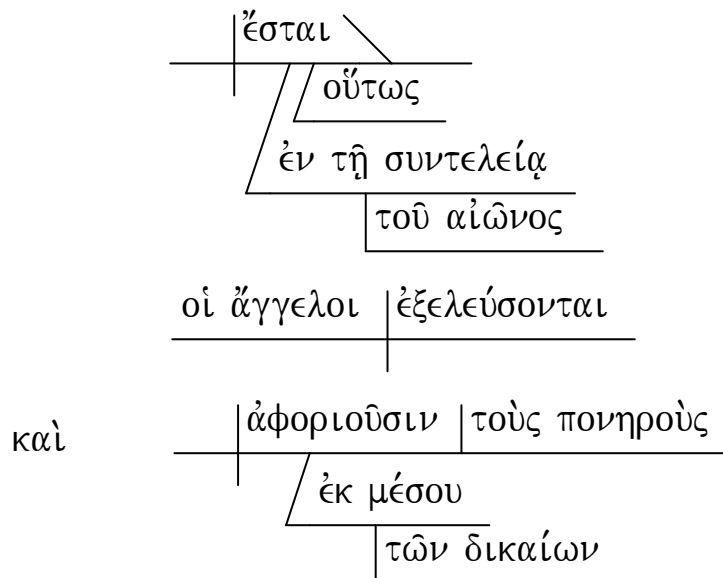 ἔσται
οὕτως
ἐν τῇ συντελείᾳ
τοῦ αἰῶνος
οἱ ἄγγελοι ἐξελεύσονται
ἀφοριοῦσιν τοὺς πονηροὺς
καὶ
ἐκ μέσου
τῶν δικαίων